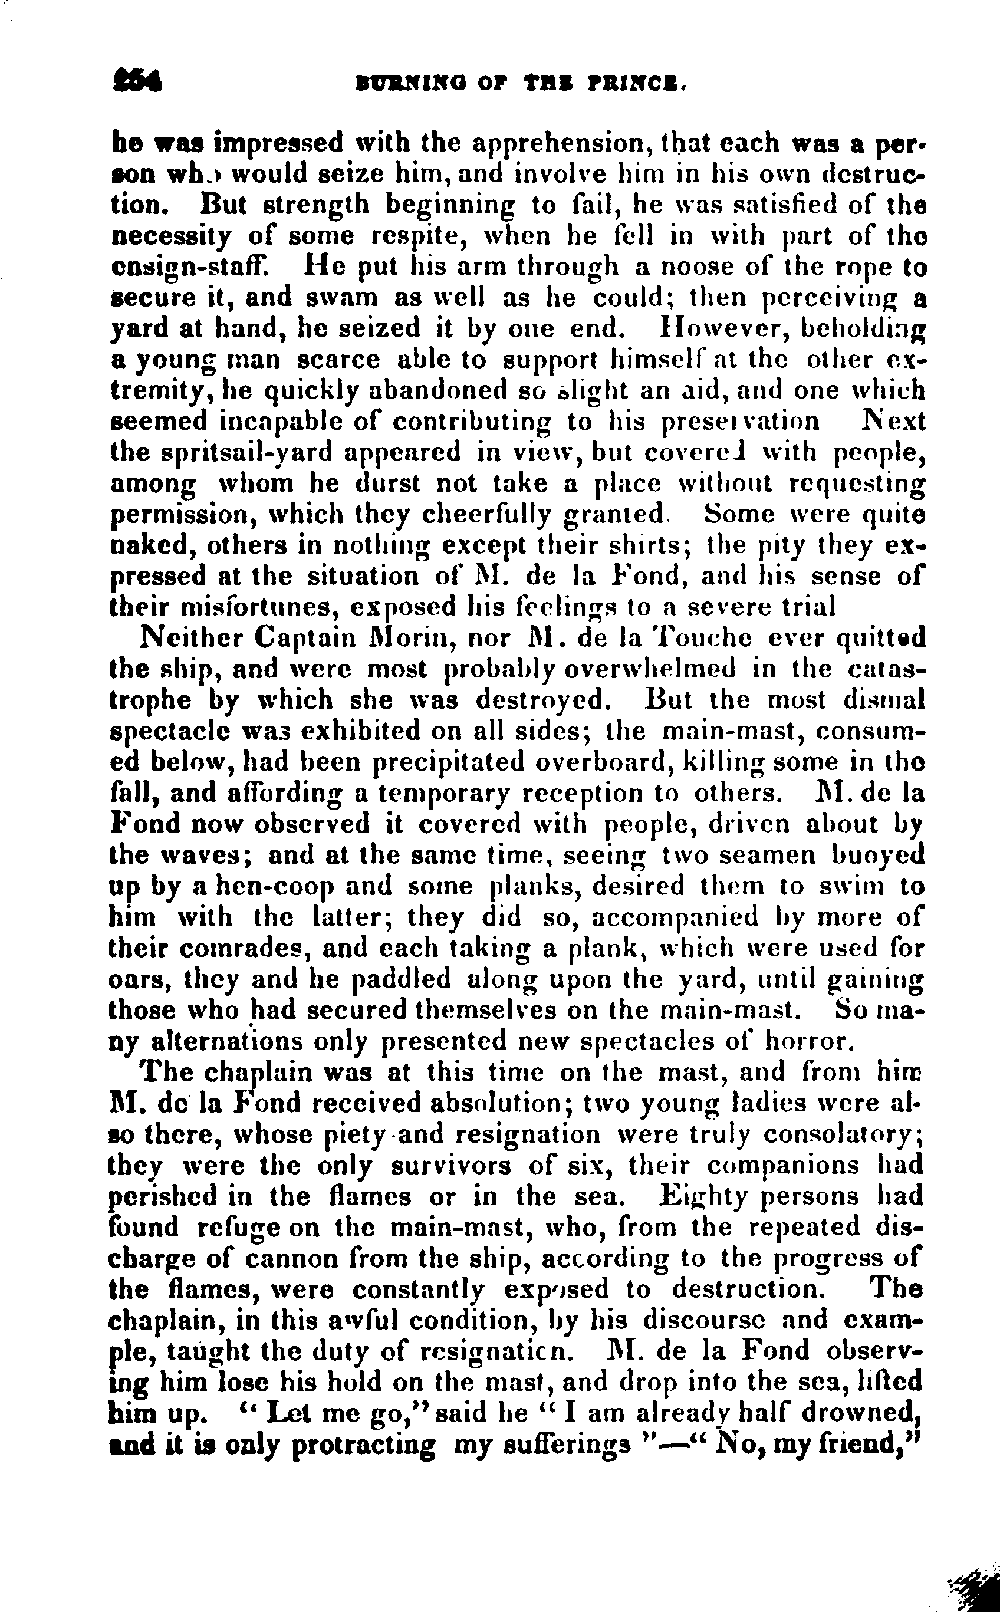 254 BURNING OF THE PRINCE.
he was impressed with the apprehension, that each was a per-
son who would seize him, and involve him in his own destruc-
tion. But strength beginning to fail, he was satisfied of the
necessity of some respite, when he fell in with part of the
ensign-staff. He put his arm through a noose of the rope to
secure it, and swam as well as he could; then perceiving a
yard at hand, he seized it by one end. However, beholding
a young man scarce able to support himself at the other ex-
tremity, he quickly abandoned so slight an aid, and one which
seemed incapable of contributing to his preservation Next
the spritsail-yard appeared in view, but covered with people,
among whom he durst not take a place without requesting
permission, which they cheerfully granted. Some were quite
naked, others in nothing except their shirts; the pity they ex-
pressed at the situation of M. de la Fond, and his sense of
their misfortunes, exposed his feelings to a severe trial
Neither Captain Morin, nor M. de la Touche ever quitted
the ship, and were most probably overwhelmed in the catas-
trophe by which she was destroyed. But the most dismal
spectacle was exhibited on all sides; the main-mast, consum-
ed below, had been precipitated overboard, killing some in the
fall, and affording a temporary reception to others. M. de la
Fond now observed it covered with people, driven about by
the waves; and at the same time, seeing two seamen buoyed
up by a hen-coop and some planks, desired them to swim to
him with the latter; they did so, accompanied by more of
their comrades, and each taking a plank, which were used for
oars, they and he paddled along upon the yard, until gaining
those who had secured themselves on the main-mast. So ma-
ny alternations only presented new spectacles of horror.
The chaplain was at this time on the mast, and from him
M. de la Fond received absolution; two young ladies were al-
so there, whose piety and resignation were truly consolatory;
they were the only survivors of six, their companions had
perished in the flames or in the sea. Eighty persons had
found refuge on the main-mast, who, from the repeated dis-
charge of cannon from the ship, according to the progress of
the flames, were constantly exposed to destruction. The
chaplain, in this awful condition, by his discourse and exam-
ple, taught the duty of resignation. M. de la Fond observ-
ing him lose his hold on the mast, and drop into the sea, lifted
him up. “ Let me go,” said he “ I am already half drowned,
and it is only protracting my sufferings ”—“ No, my friend,”